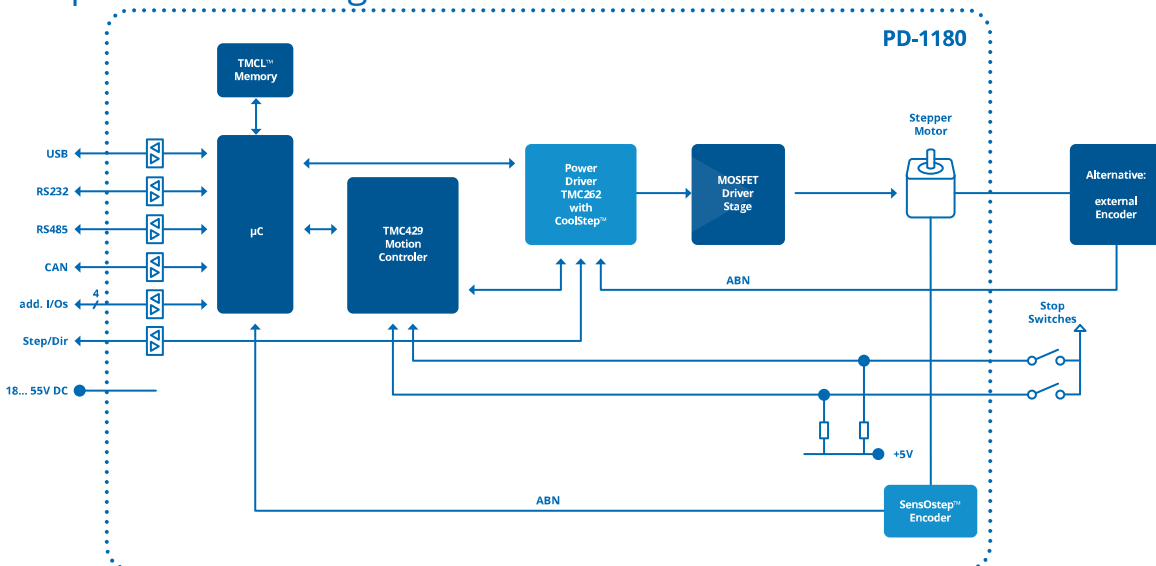 PD-1180
TMCL™
Memory
Stepper
Motor
USB
RS232
RS485
CAN
add. I/Os
4
Step/Dir
18... 55V DC
µC
TMC429
Motion
Controler
Power
Driver
TMC262
with
CoolStep™
MOSFET
Driver
Stage
Alternative:
external
Encoder
ABN
Stop
Switches
+5V
ABN
SensOstep™
Encoder